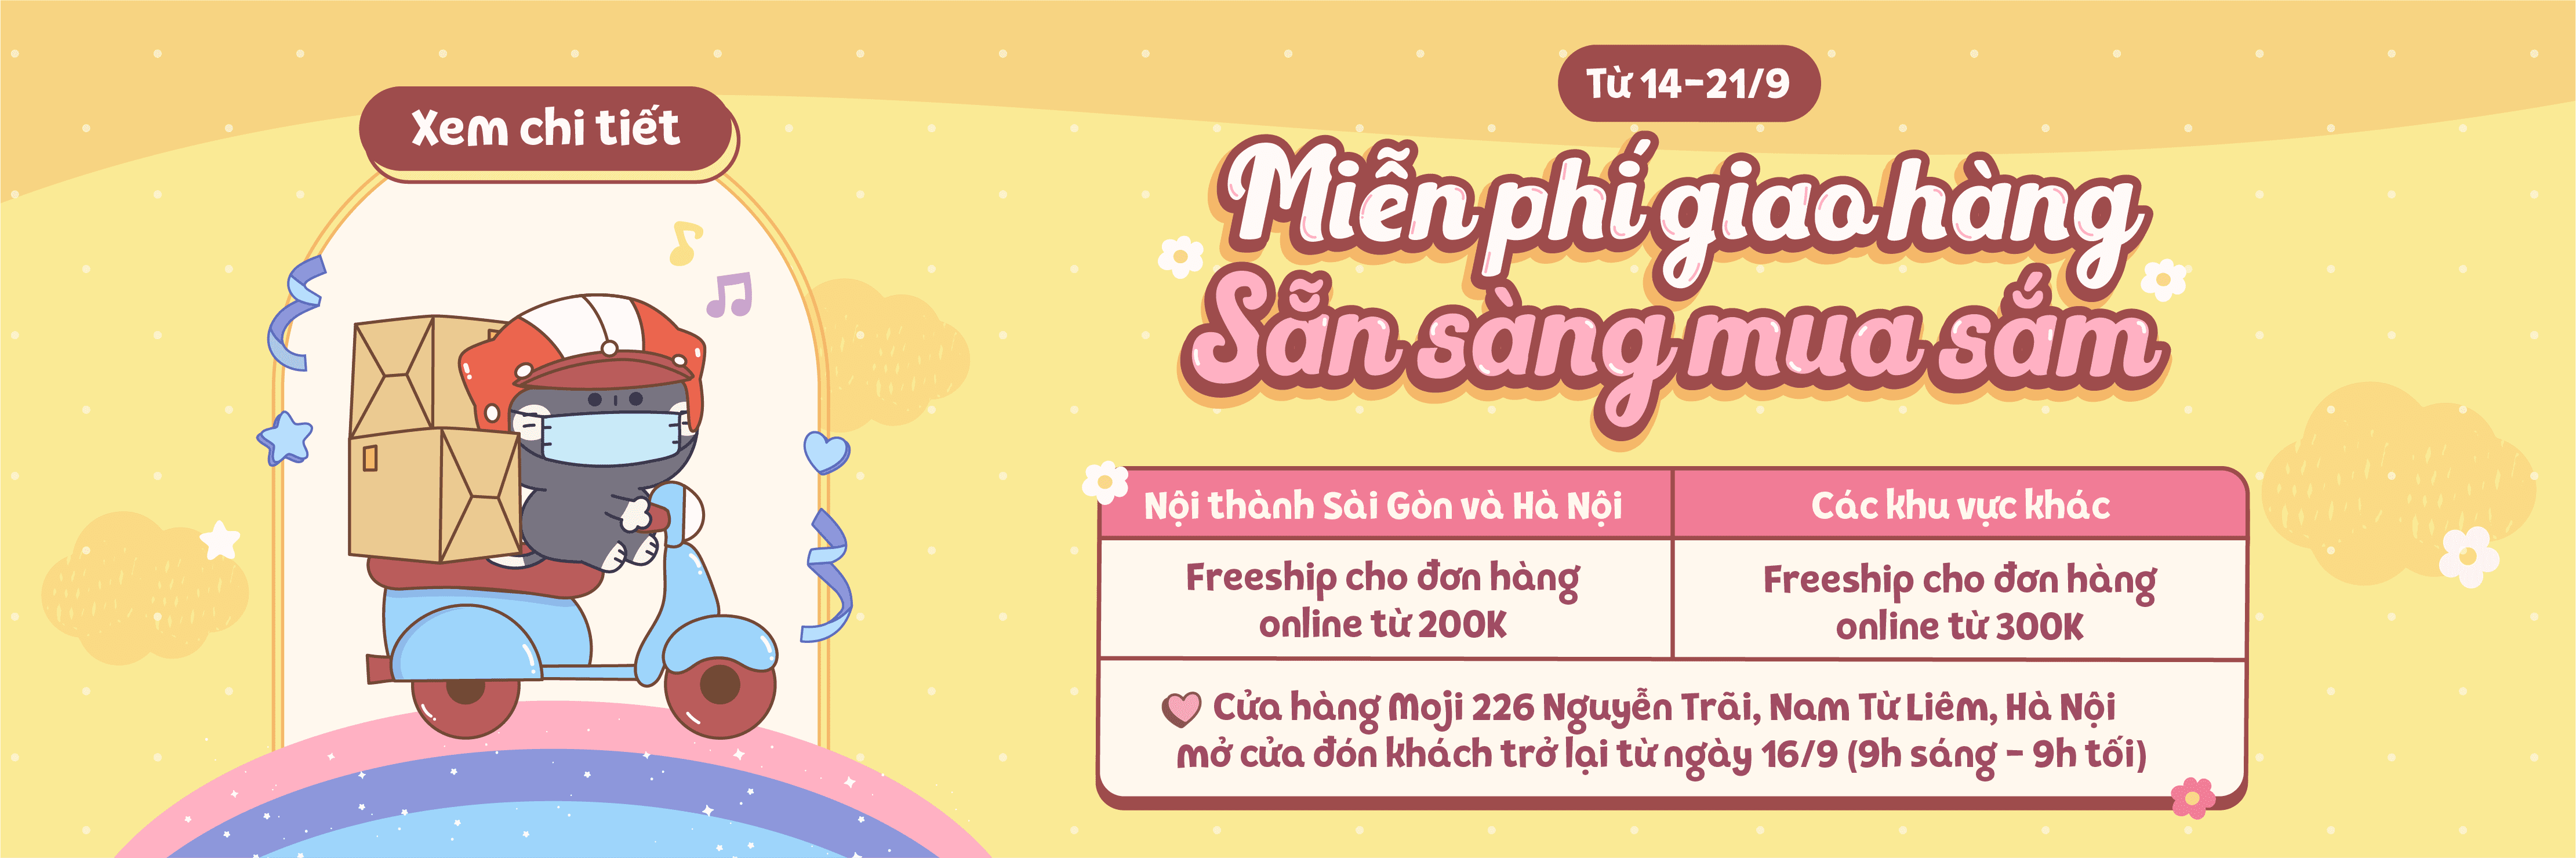 Xem chi tiết
Từ 14-21/9
Miễn phí giao hàng
Sẵn sàng mua sắm
Nội thành Sài Gòn và Hà Nội
Các khu vực khác
Freeship cho đơn hàng
online từ 200K
Freeship cho đơn hàng
online từ 300K
Cửa hàng Moji 226 Nguyễn Trãi, Nam Từ Liêm, Hà Nội
mở cửa đón khách trở lại từ ngày 16/9 (9h sáng - 9h tối)